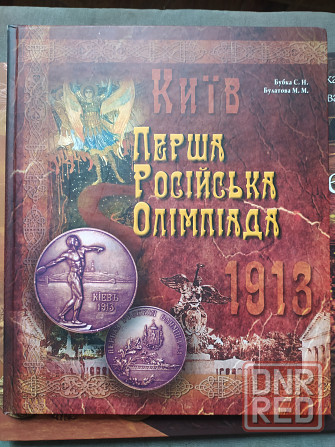 Бубка С. Н.
Булатова М. М.
Київ
Перша
Російська
Олімпіада
1913
КІЕВЪ
1913
DNR
RED